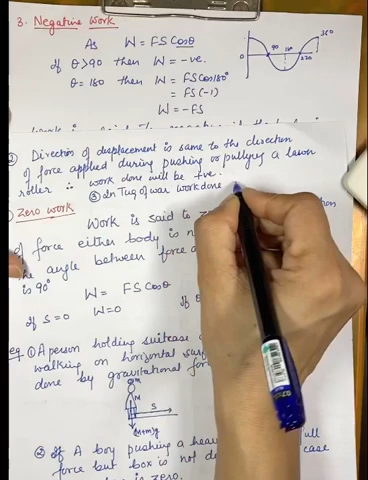 3. Negative Work
As W = FS Cosθ
If θ>90 then W = -ve.
θ = 180 then W = FS Cos180°
= FS(-1)
W = -FS
0 90 180 270 360
② Direction of displacement is same to the direction
of force applied during pushing or pullying a lawn
roller ∴ work done will be +ve.
③ In Tug of war work done
Zero work
Work is said to
of force either body is
the angle between force
is 90°
W = FS Cosθ
If S = 0 W = 0 If θ
eg ① A person holding suitcase
walking on horizontal
done by gravitational
m
N
S
(M+m)g
② If A boy pushing a full
force but box is not case
is zero.